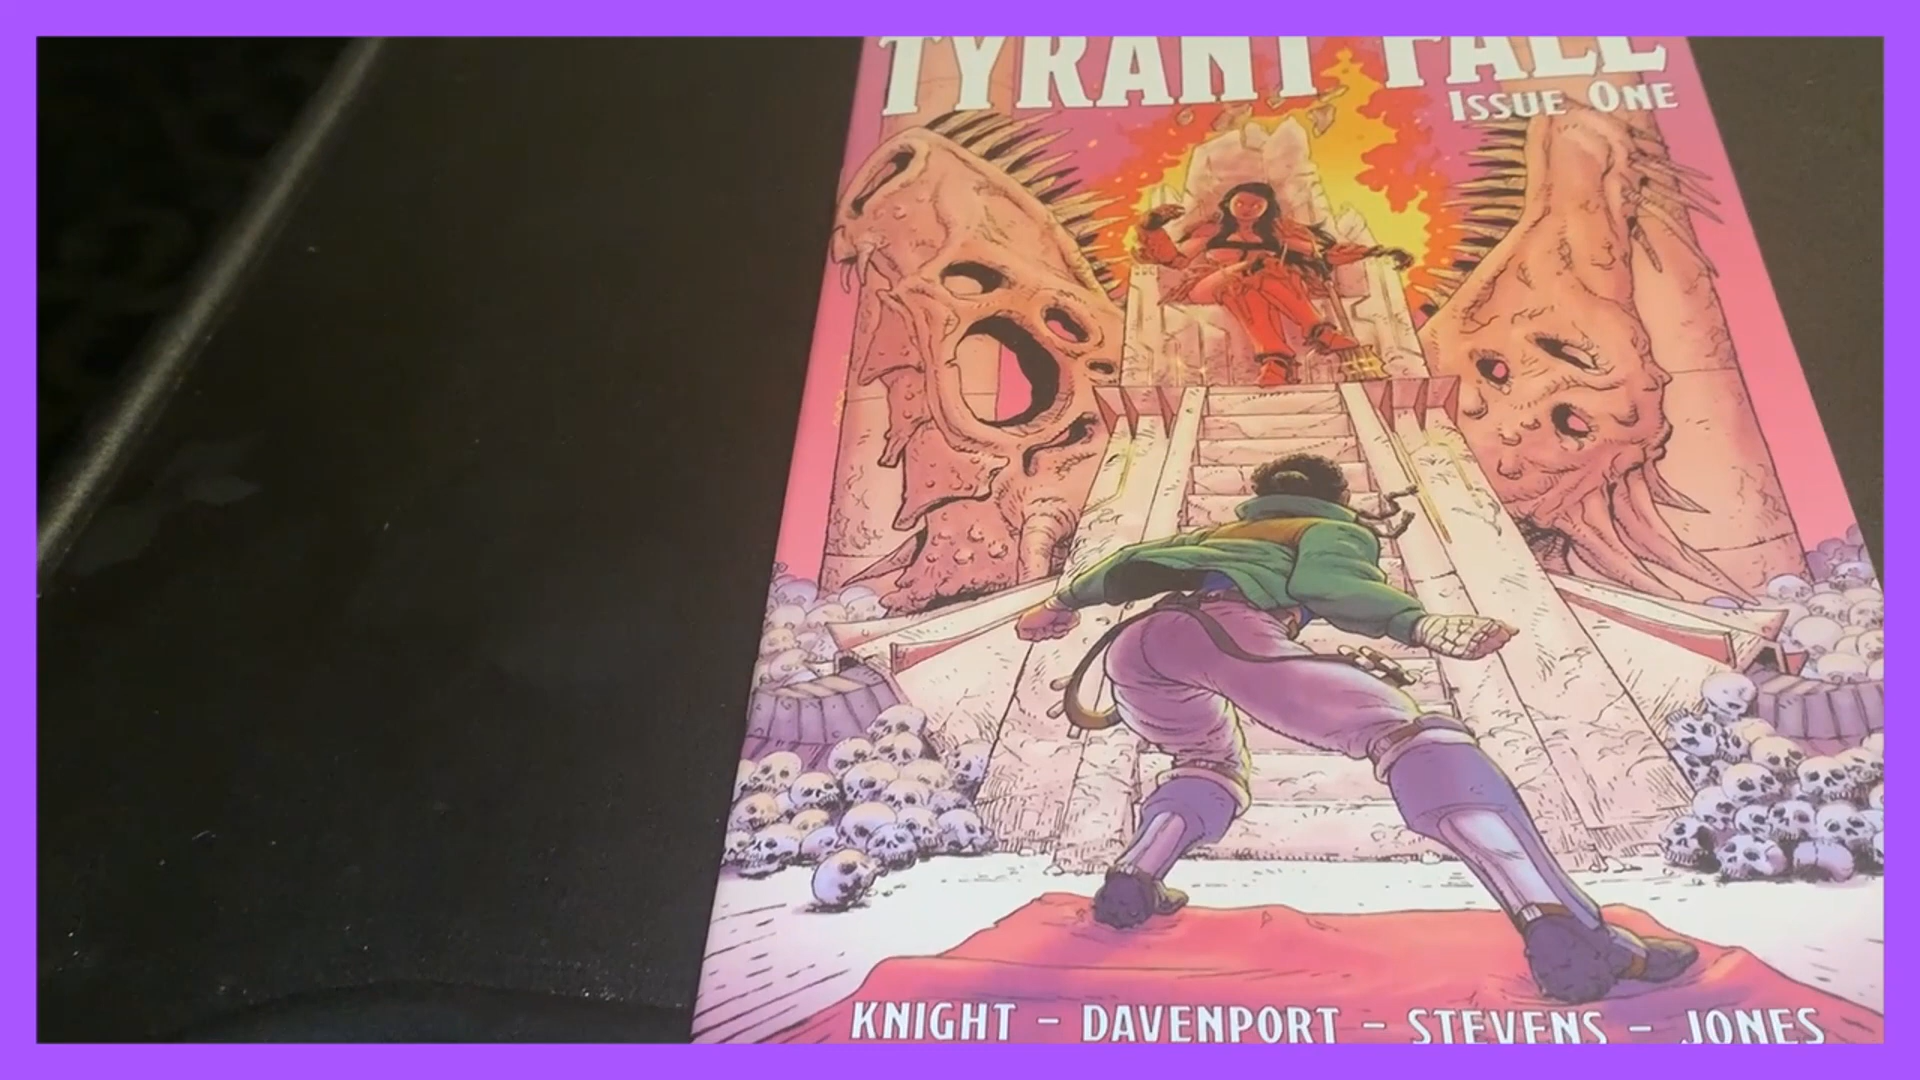 TYRANT FALL
ISSUE ONE
KNIGHT - DAVENPORT - STEVENS - JONES